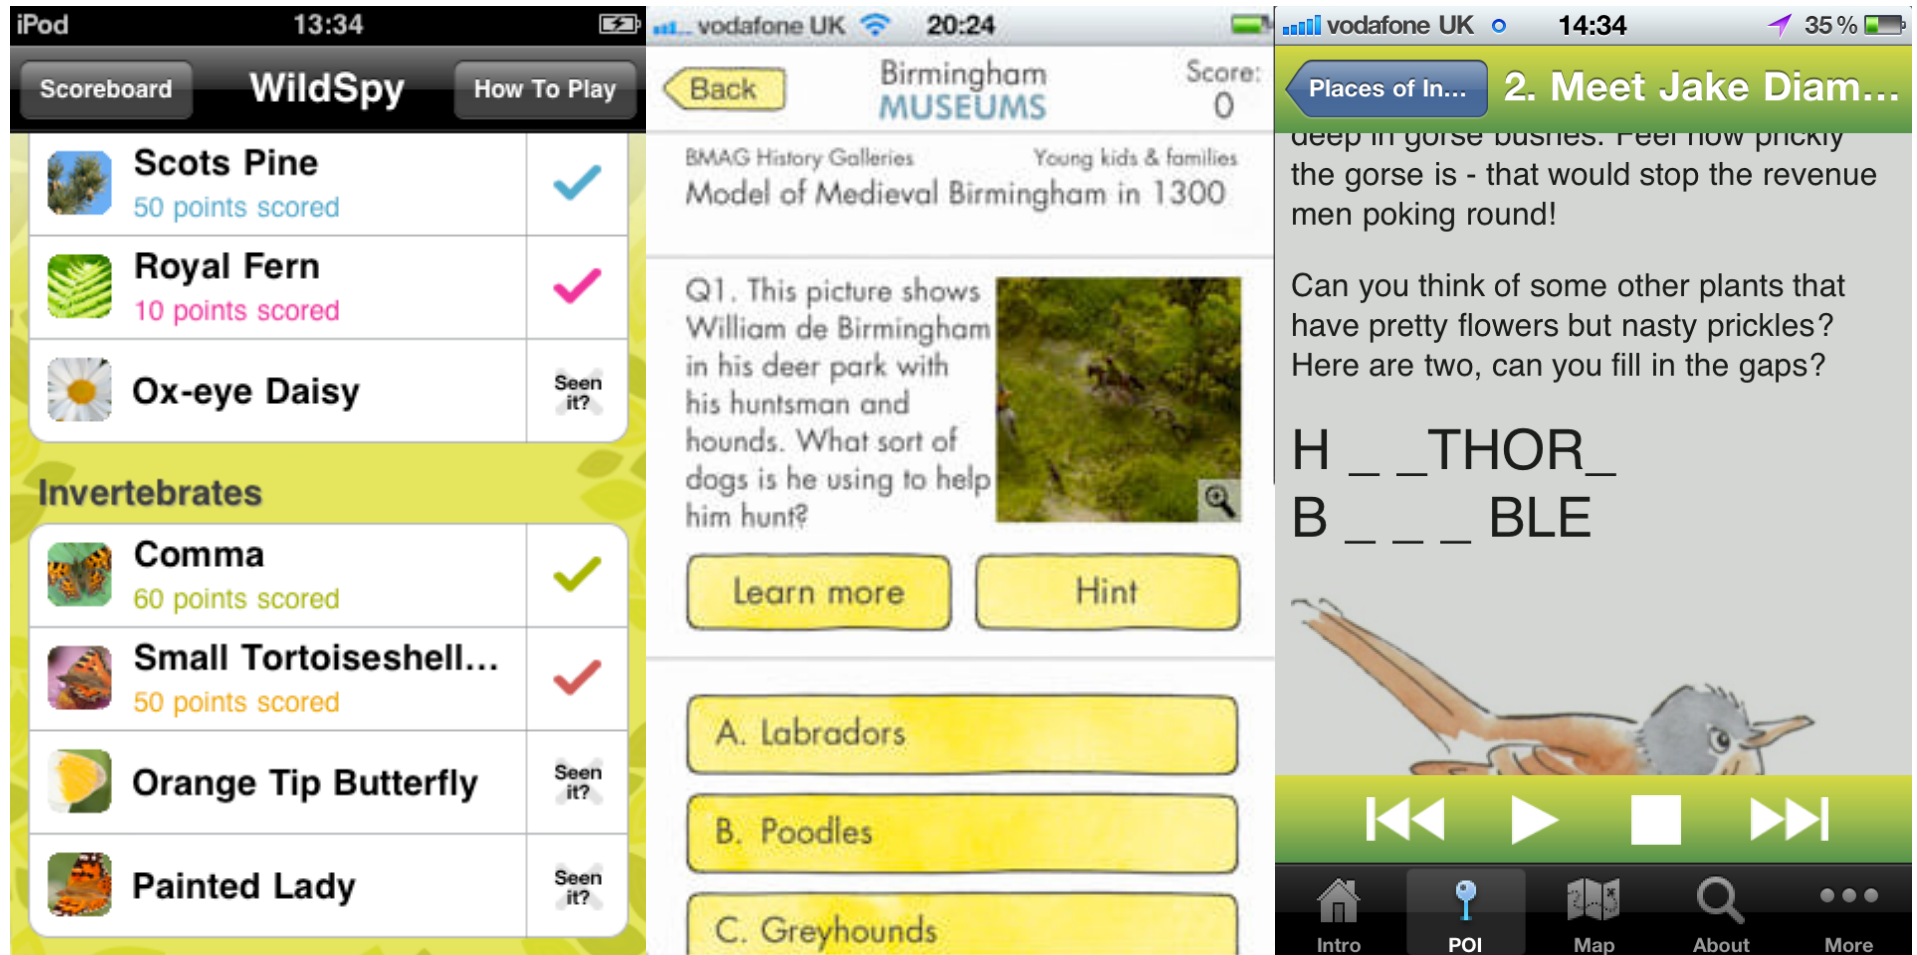 iPod
13:34
Scoreboard
WildSpy
How To Play
Scots Pine
50 points scored
Royal Fern
10 points scored
Ox-eye Daisy
Seen
it?
Invertebrates
Comma
60 points scored
Small Tortoiseshell...
50 points scored
Orange Tip Butterfly
Seen
it?
Painted Lady
Seen
it?
vodafone UK
20:24
Back
Birmingham
MUSEUMS
Score:
0
BMAG History Galleries
Young kids & families
Model of Medieval Birmingham in 1300
Q1. This picture shows
William de Birmingham
in his deer park with
his huntsman and
hounds. What sort of
dogs is he using to help
him hunt?
Learn more
Hint
A. Labradors
B. Poodles
C. Greyhounds
vodafone UK
14:34
35%
Places of In...
2. Meet Jake Diam...
deep in gorse bushes. Feel how prickly
the gorse is - that would stop the revenue
men poking round!
Can you think of some other plants that
have pretty flowers but nasty prickles?
Here are two, can you fill in the gaps?
H _ _THOR_
B _ _ _ BLE
Intro
POI
Map
About
More